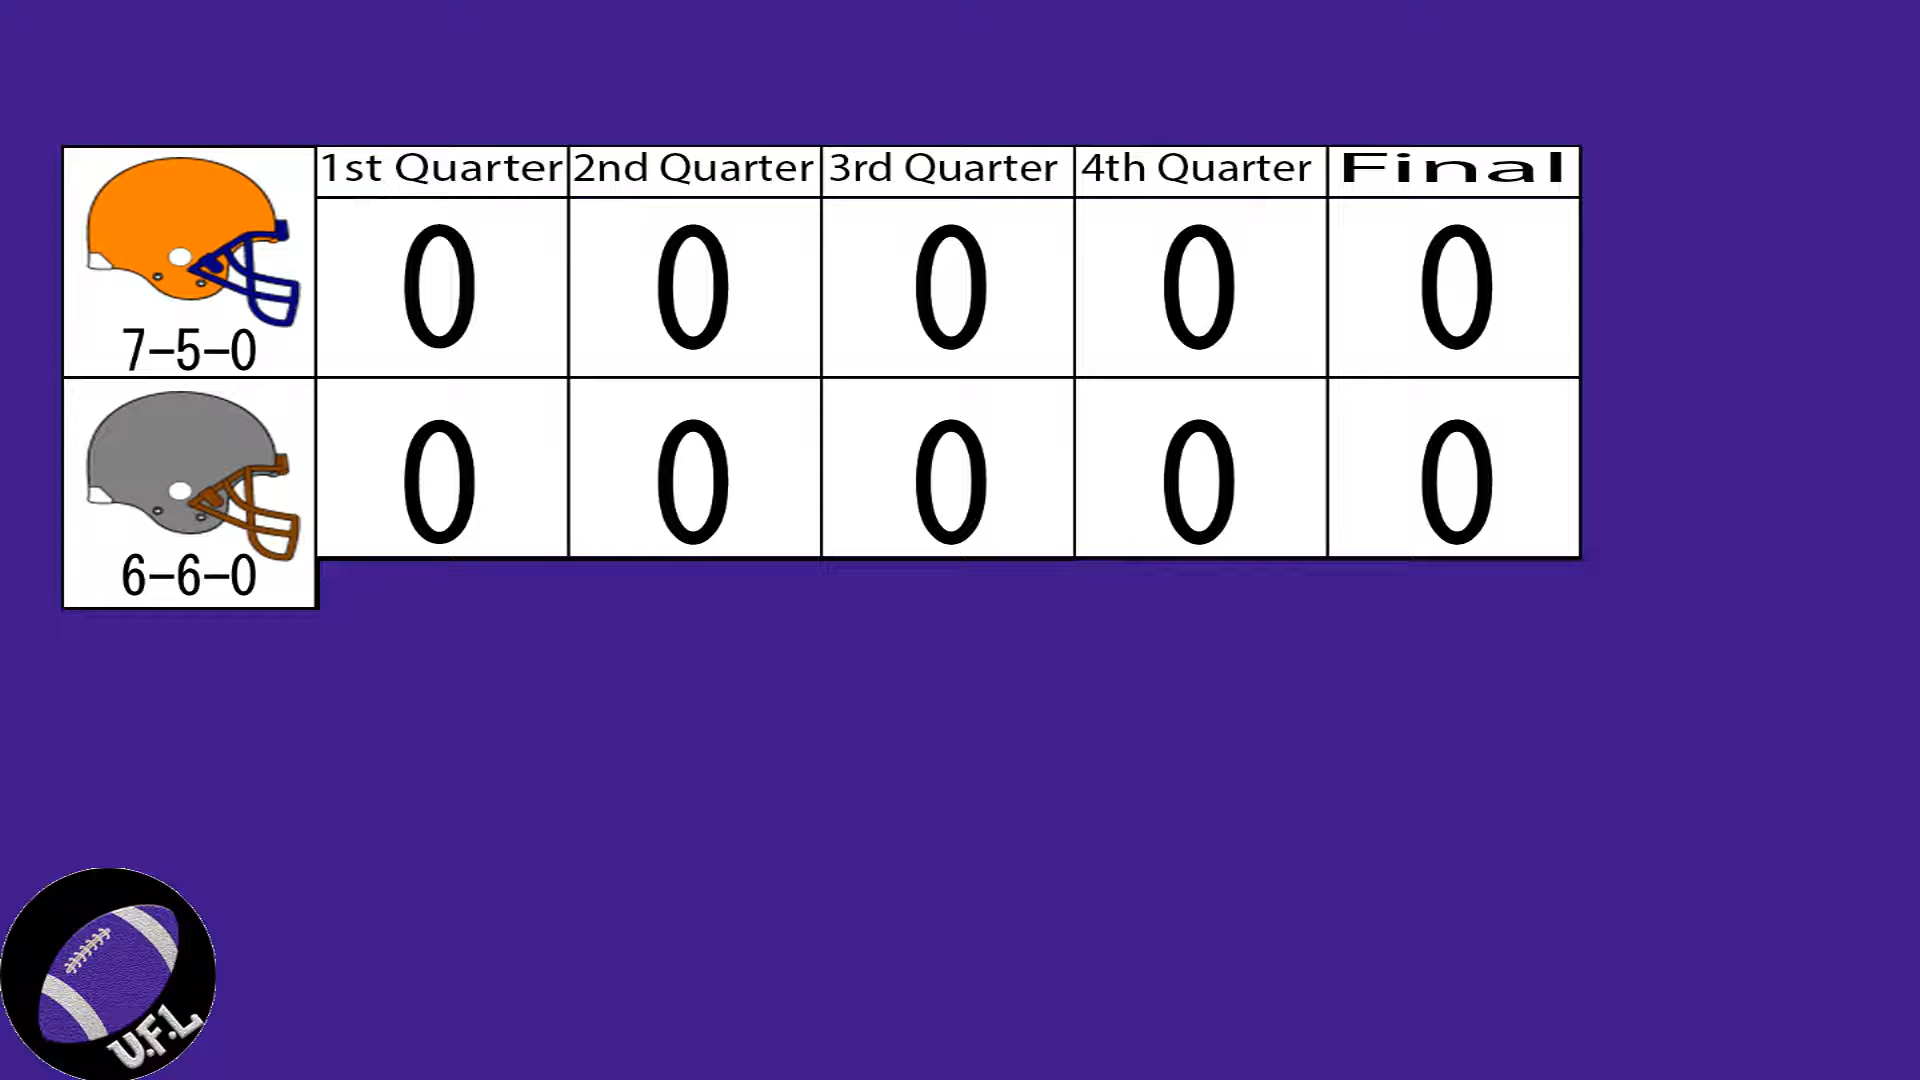 1st Quarter 2nd Quarter 3rd Quarter 4th Quarter Final
0 0 0 0 0
7-5-0
0 0 0 0 0
6-6-0
U.F.L